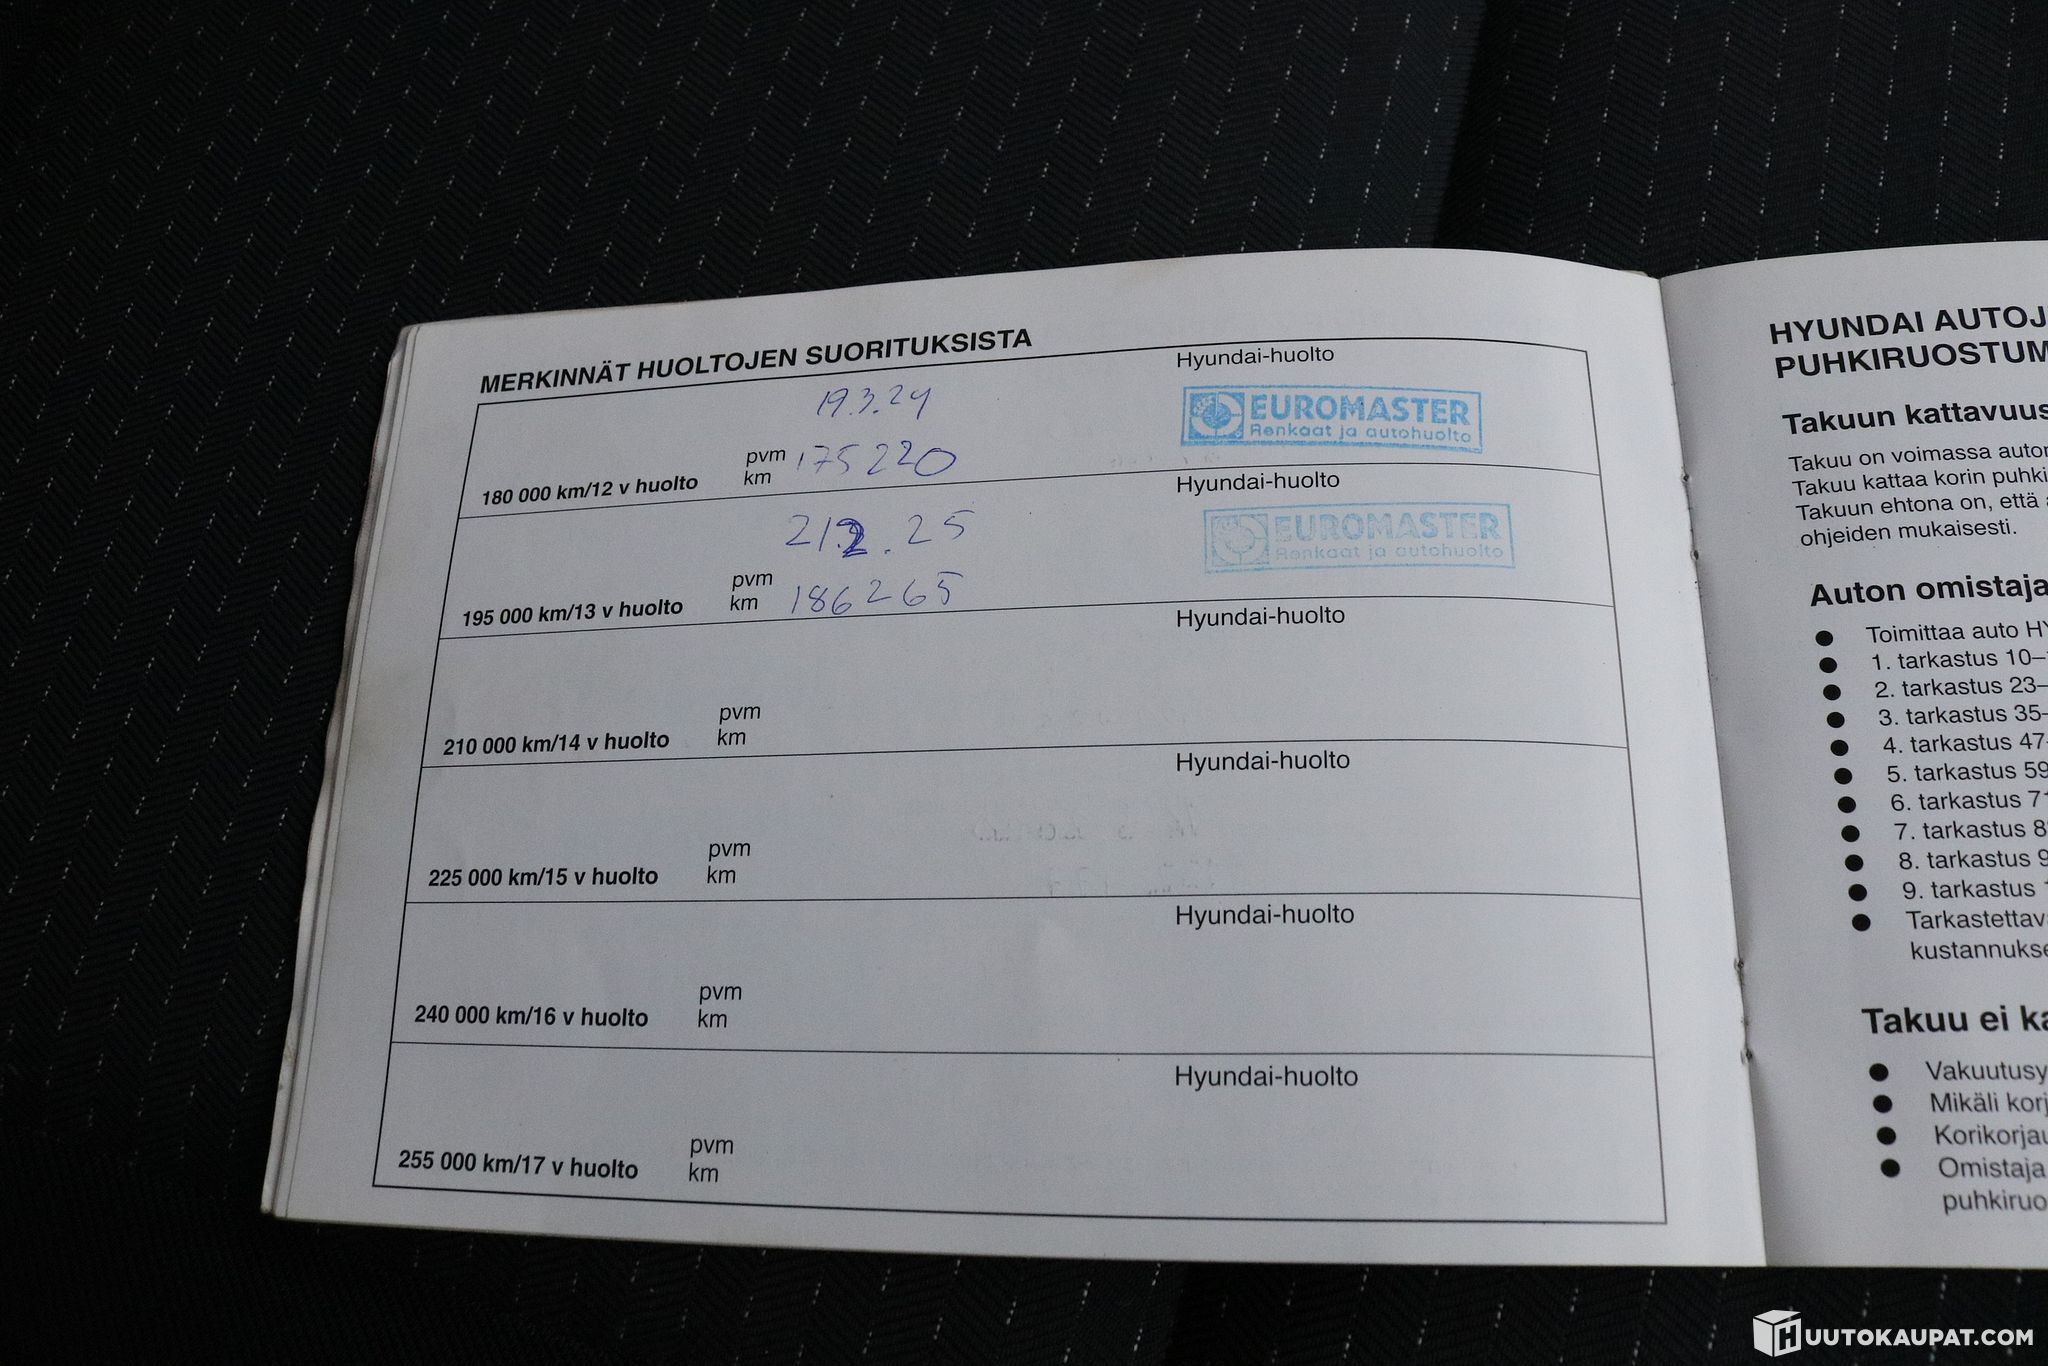 MERKINNÄT HUOLTOJEN SUORITUKSISTA
19.3.24
Hyundai-huolto
EUROMASTER
Renkaat ja autohuolto
180 000 km/12 v huolto
pvm
km
175220
21.2.25
Hyundai-huolto
EUROMASTER
Renkaat ja autohuolto
195 000 km/13 v huolto
pvm
km
186265
Hyundai-huolto
210 000 km/14 v huolto
pvm
km
Hyundai-huolto
225 000 km/15 v huolto
pvm
km
Hyundai-huolto
240 000 km/16 v huolto
pvm
km
Hyundai-huolto
255 000 km/17 v huolto
pvm
km
HYUNDAI AUTOJ
PUHKIRUOSTUM
Takuun kattavuus
Takuu on voimassa auton
Takuu kattaa korin puhki
Takuun ehtona on, että a
ohjeiden mukaisesti.
Auton omistaja
Toimittaa auto HY
1. tarkastus 10–
2. tarkastus 23–
3. tarkastus 35–
4. tarkastus 47–
5. tarkastus 59
6. tarkastus 71
7. tarkastus 8
8. tarkastus 9
9. tarkastus 1
Tarkastettava
kustannukse
Takuu ei ka
Vakuutusy
Mikäli korj
Korikorjau
Omistaja
puhkiruo
HUUTOKAUPAT.COM